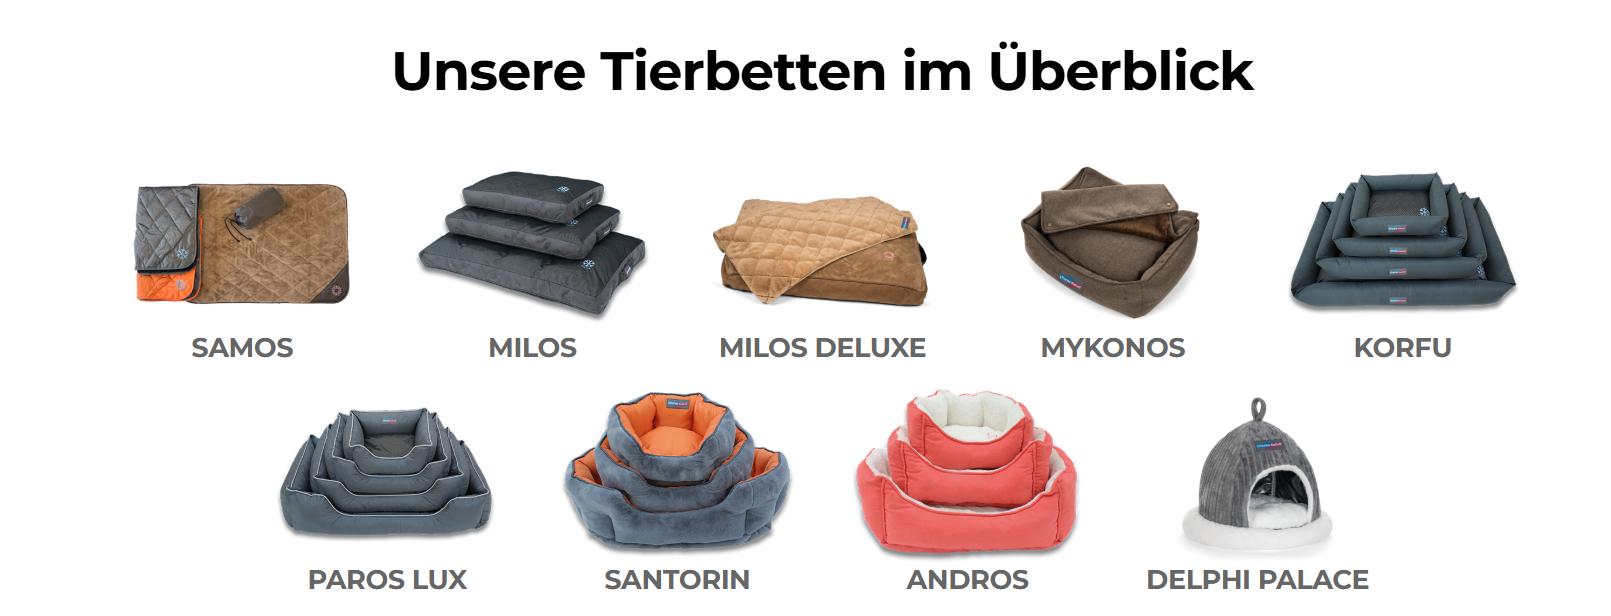 Unsere Tierbetten im Überblick
SAMOS
MILOS
MILOS DELUXE
MYKONOS
KORFU
PAROS LUX
SANTORIN
ANDROS
DELPHI PALACE